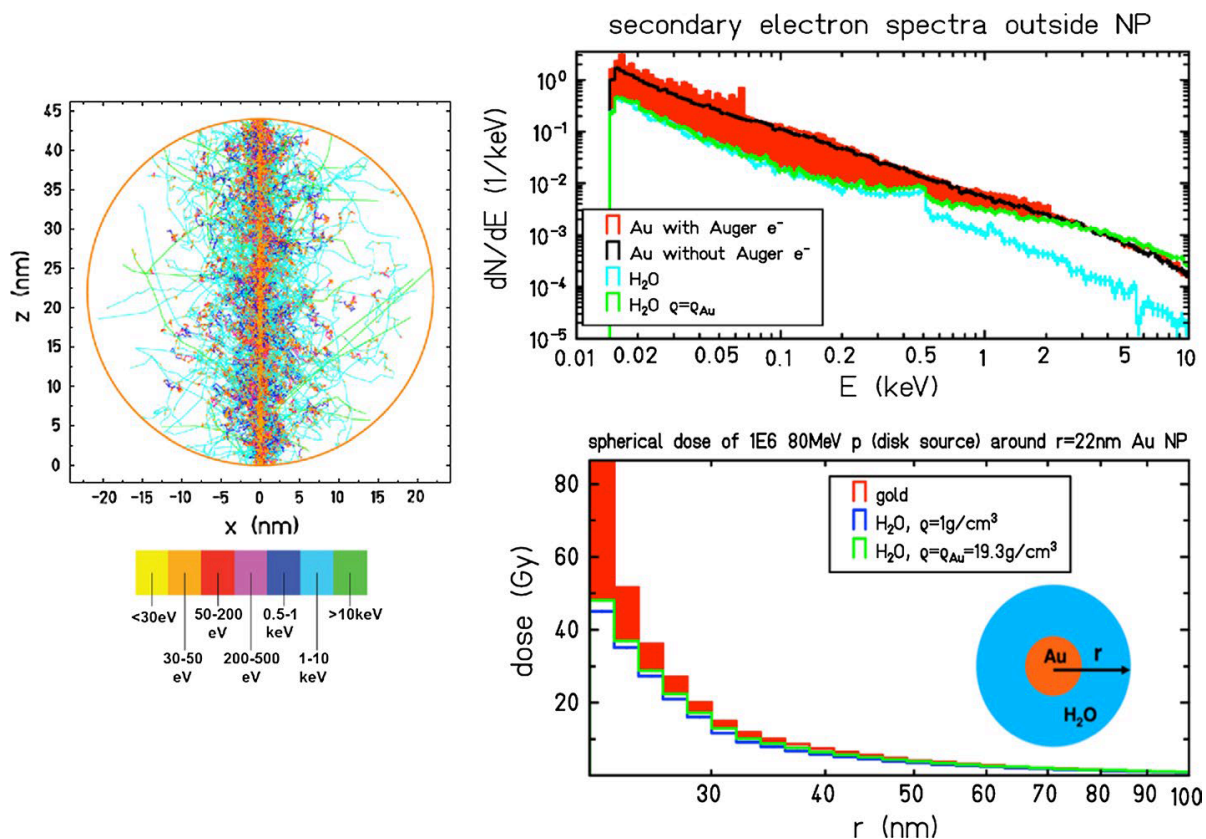 secondary electron spectra outside NP
45
40
35
30
25
20
15
10
5
0
z (nm)
-20 -15 -10 -5 0 5 10 15 20
x (nm)
<30eV
30-50
eV
50-200
eV
200-500
eV
0.5-1
keV
1-10
keV
>10keV
dN/dE (1/keV)
10⁰
10⁻¹
10⁻²
10⁻³
10⁻⁴
10⁻⁵
Au with Auger e⁻
Au without Auger e⁻
H₂O
H₂O ϱ=ϱAu
0.01 0.02 0.05 0.1 0.2 0.5 1 2 5 10
E (keV)
spherical dose of 1E6 80MeV p (disk source) around r=22nm Au NP
dose (Gy)
80
70
60
50
40
30
20
10
gold
H₂O, ϱ=1g/cm³
H₂O, ϱ=ϱAu=19.3g/cm³
Au
r
H₂O
30 40 50 60 70 80 90 100
r (nm)